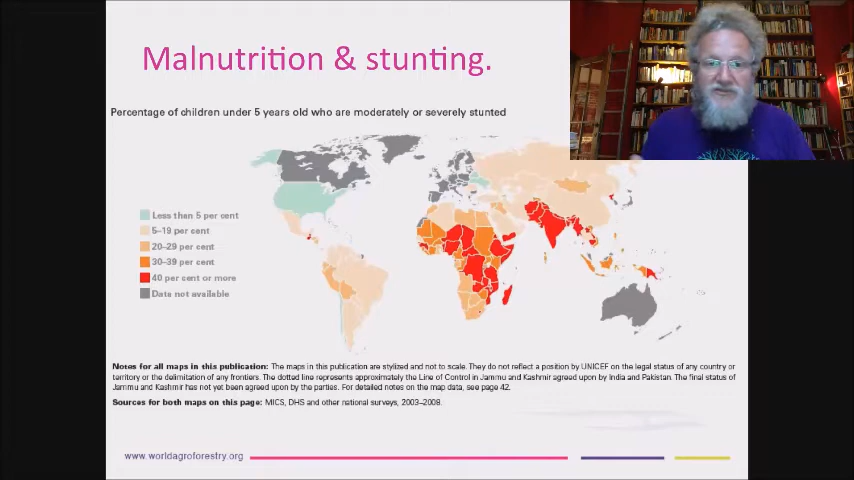 Malnutrition & stunting.
Percentage of children under 5 years old who are moderately or severely stunted
Less than 5 per cent
5–19 per cent
20–29 per cent
30–39 per cent
40 per cent or more
Data not available
Notes for all maps in this publication: The maps in this publication are stylized and not to scale. They do not reflect a position by UNICEF on the legal status of any country or
territory or the delimitation of any frontiers. The dotted line represents approximately the Line of Control in Jammu and Kashmir agreed upon by India and Pakistan. The final status of
Jammu and Kashmir has not yet been agreed upon by the parties. For detailed notes on the map data, see page 42.
Sources for both maps on this page: MICS, DHS and other national surveys, 2003–2008.
www.worldagroforestry.org